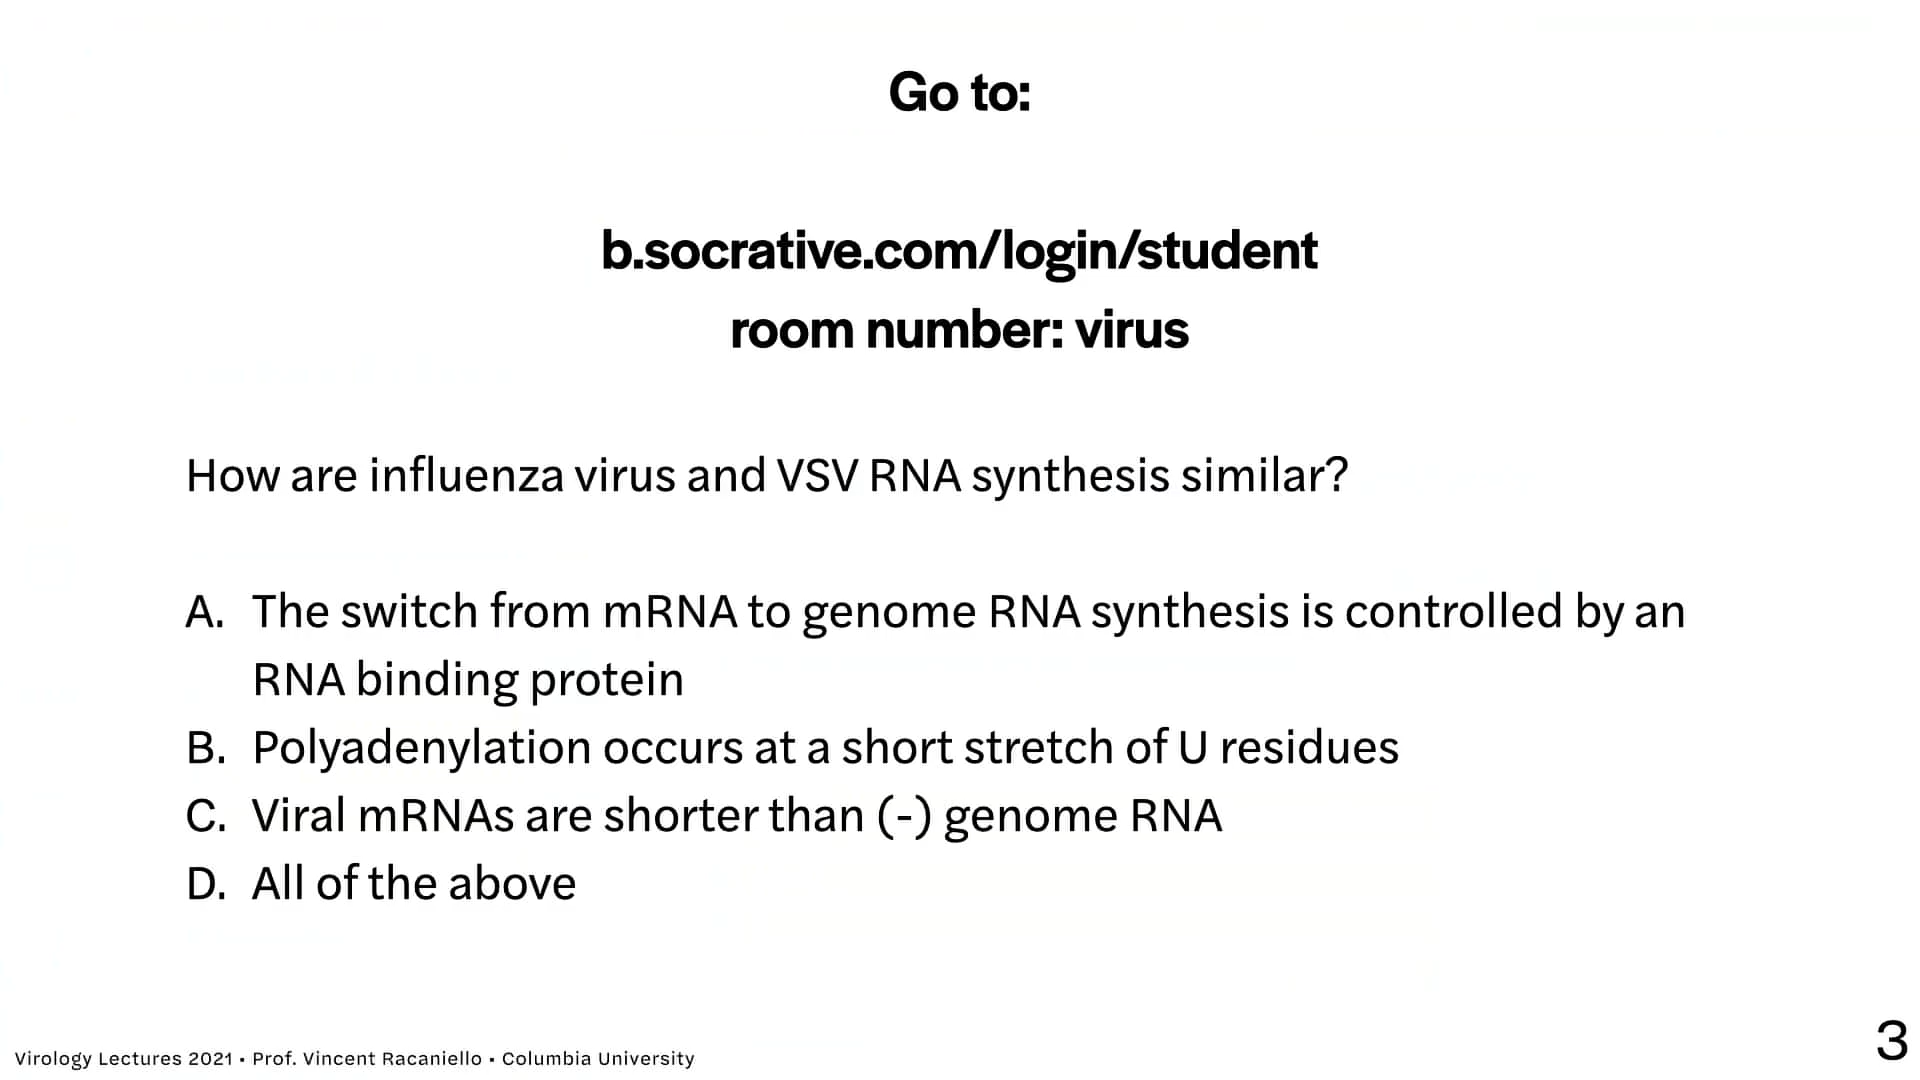 Go to:
b.socrative.com/login/student
room number: virus
How are influenza virus and VSV RNA synthesis similar?
A. The switch from mRNA to genome RNA synthesis is controlled by an
RNA binding protein
B. Polyadenylation occurs at a short stretch of U residues
C. Viral mRNAs are shorter than (-) genome RNA
D. All of the above
Virology Lectures 2021 • Prof. Vincent Racaniello • Columbia University
3